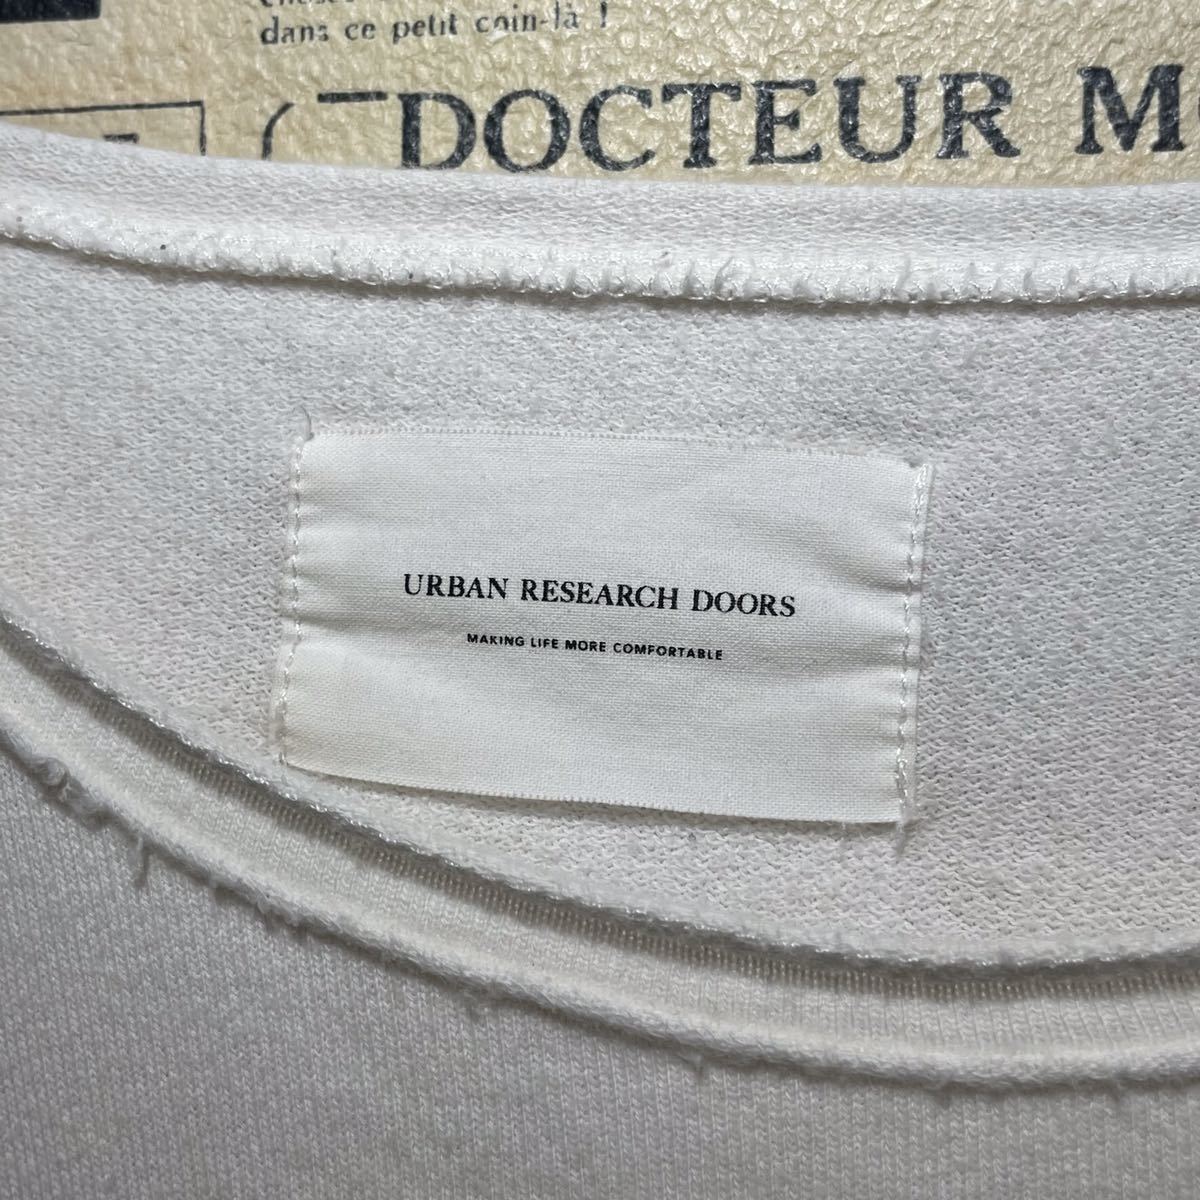 dans ce petit coin-là !
DOCTEUR M
URBAN RESEARCH DOORS
MAKING LIFE MORE COMFORTABLE